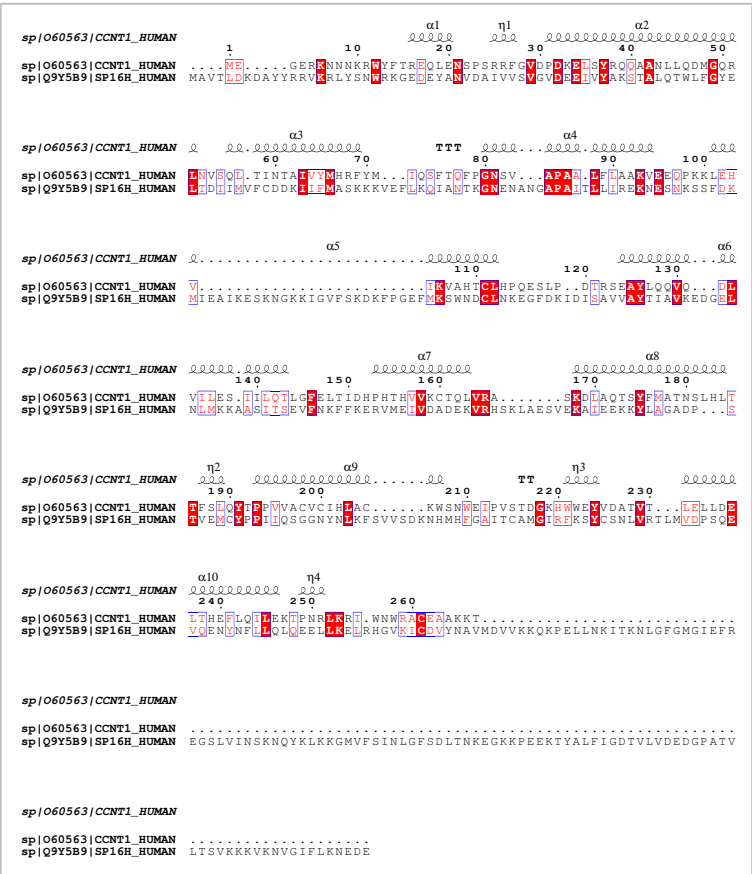 α1 η1 α2
sp|O60563|CCNT1_HUMAN
1 10 20 30 40 50
sp|O60563|CCNT1_HUMAN ....ME.....GERKNNNKRWYFTREQLENSPSRRFGVDPDKELSYRQQAANLLQDMGQR
sp|Q9Y5B9|SP16H_HUMAN MAVTLDKDAYYRRVKRLYSNWRKGEDEYANVDAIVVSVGVDEEIVYAKSTALQTWLFGYE
α3 α4
sp|O60563|CCNT1_HUMAN . . ... TTT .. ... . ...
60 70 80 90 100
sp|O60563|CCNT1_HUMAN LNVSQL.TINTAIVYMHRFYM...IQSFTQFPGNSV...APAA.LFLAAKVEEQPKKLEH
sp|Q9Y5B9|SP16H_HUMAN LTDTIMVFCDDKIIFMASKKKVEFLKQIANTKGNENANGAPAITLLIREKNESNKSSFDK
α5 α6
sp|O60563|CCNT1_HUMAN ......................... .. ...
110 120 130
sp|O60563|CCNT1_HUMAN V.........................IKVAHTCLHPQESLP..DTRSEAYLQQVQ...DL
sp|Q9Y5B9|SP16H_HUMAN MIEAIKESKNGKKIGVFSKDKFPGEFMKSWNDCLNKEGFDKIDISAVVAYTIAVKEDGEL
α7 α8
sp|O60563|CCNT1_HUMAN . .......
140 150 160 170 180
sp|O60563|CCNT1_HUMAN VILES.IILQTLGFELTIDHPHTHVVKCTQLVRA.......SKDLAQTSYFMATNSLHLT
sp|Q9Y5B9|SP16H_HUMAN NLMKKAASITSEVFNKFFKERVMEIVDADEKVRHSKLAESVEKAIEEKKYLAGADP...S
η2 α9 η3
sp|O60563|CCNT1_HUMAN ...... TT ...
190 200 210 220 230
sp|O60563|CCNT1_HUMAN TFSLQYTPPVVACVCIHLAC......KWSNWEIPVSTDGKHWWEYVDATVT...LELLDE
sp|Q9Y5B9|SP16H_HUMAN TVEMCYPPIIQSGGNYNLKFSVVSDKNHMHFGAITCAMGIRFKSYCSNLVRTLMVDPSQE
α10 η4
sp|O60563|CCNT1_HUMAN .
240 250 260
sp|O60563|CCNT1_HUMAN LTHEFLQILEKTPNRLKRI.WNWRACEAAKKT............................
sp|Q9Y5B9|SP16H_HUMAN VQENYNFLLQLQEELLKELRHGVKICDVYNAVMDVVKKQKPELLNKITKNLGFGMGIEFR
sp|O60563|CCNT1_HUMAN
sp|O60563|CCNT1_HUMAN ............................................................
sp|Q9Y5B9|SP16H_HUMAN EGSLVINSKNQYKLKKGMVFSINLGFSDLTNKEGKKPEEKTYALFIGDTVLVDEDGPATV
sp|O60563|CCNT1_HUMAN
sp|O60563|CCNT1_HUMAN ....................
sp|Q9Y5B9|SP16H_HUMAN LTSVKKKVKNVGIFLKNEDE